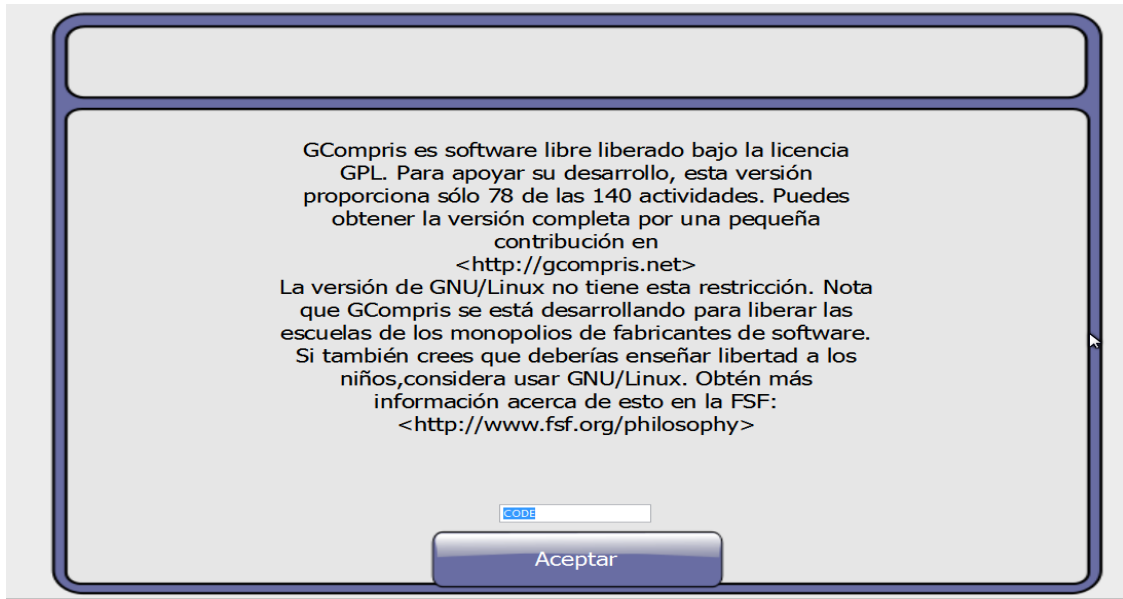 GCompris es software libre liberado bajo la licencia
GPL. Para apoyar su desarrollo, esta versión
proporciona sólo 78 de las 140 actividades. Puedes
obtener la versión completa por una pequeña
contribución en
<http://gcompris.net>
La versión de GNU/Linux no tiene esta restricción. Nota
que GCompris se está desarrollando para liberar las
escuelas de los monopolios de fabricantes de software.
Si también crees que deberías enseñar libertad a los
niños,considera usar GNU/Linux. Obtén más
información acerca de esto en la FSF:
<http://www.fsf.org/philosophy>
CODE
Aceptar